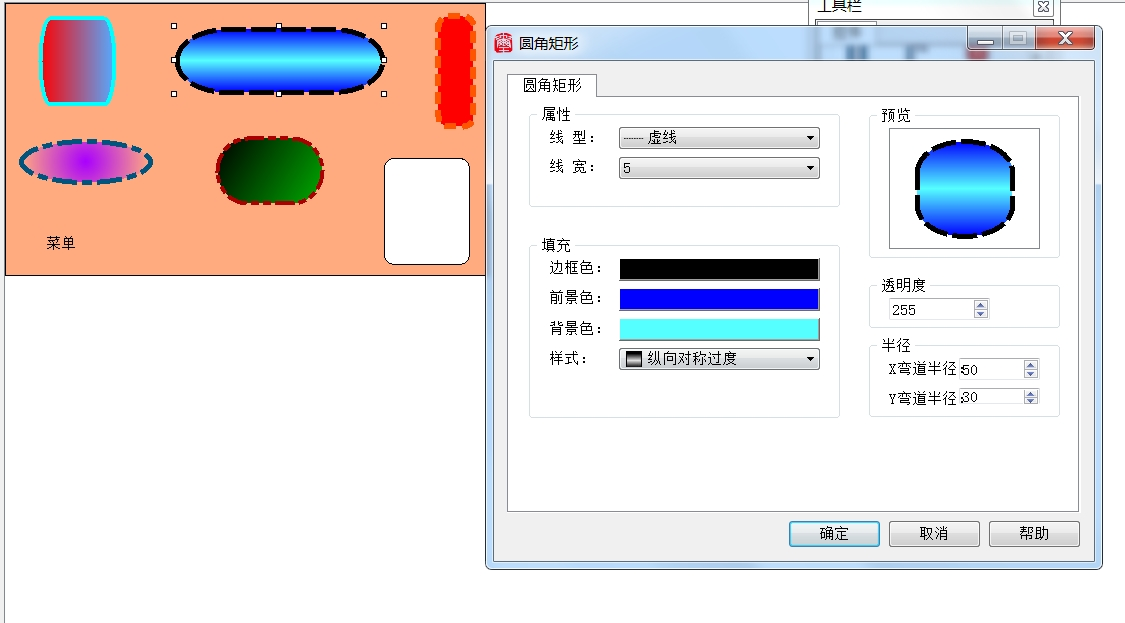 工具栏
圆角矩形
圆角矩形
属性
线 型：
虚线
线 宽：
5
填充
边框色：
前景色：
背景色：
样式：
纵向对称过度
预览
透明度
255
半径
X弯道半径：50
Y弯道半径：30
确定
取消
帮助
菜单